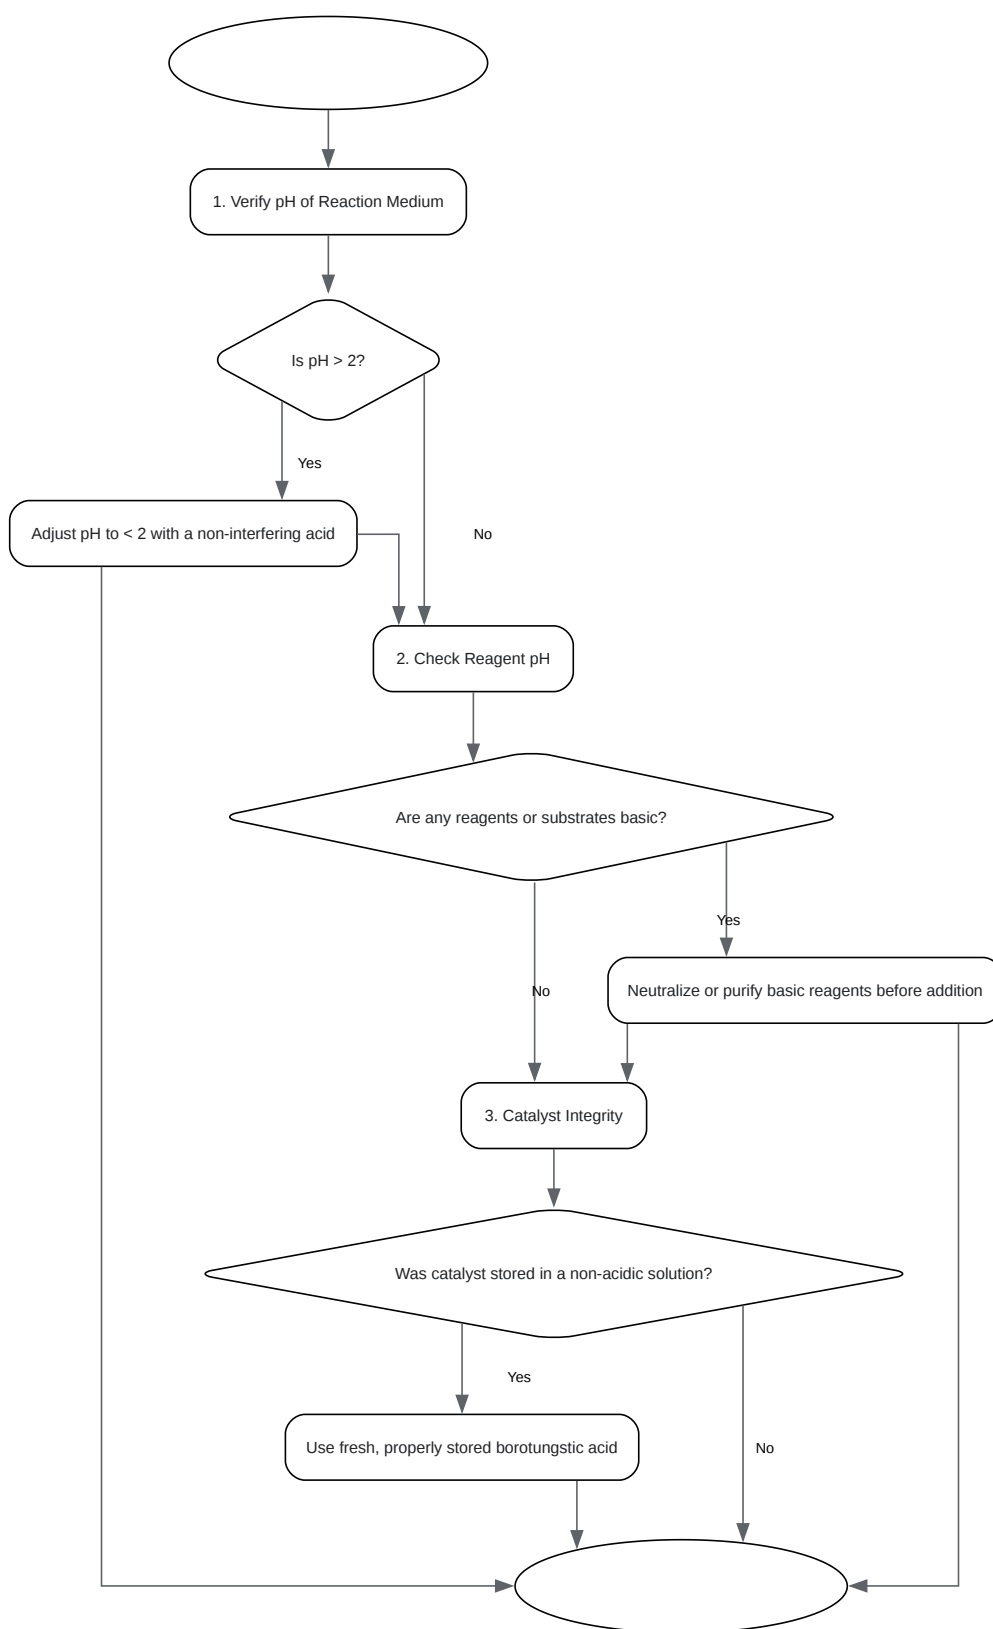 1. Verify pH of Reaction Medium
Is pH > 2?
Yes
Adjust pH to < 2 with a non-interfering acid
No
2. Check Reagent pH
Are any reagents or substrates basic?
Yes
No
Neutralize or purify basic reagents before addition
3. Catalyst Integrity
Was catalyst stored in a non-acidic solution?
Yes
Use fresh, properly stored borotungstic acid
No